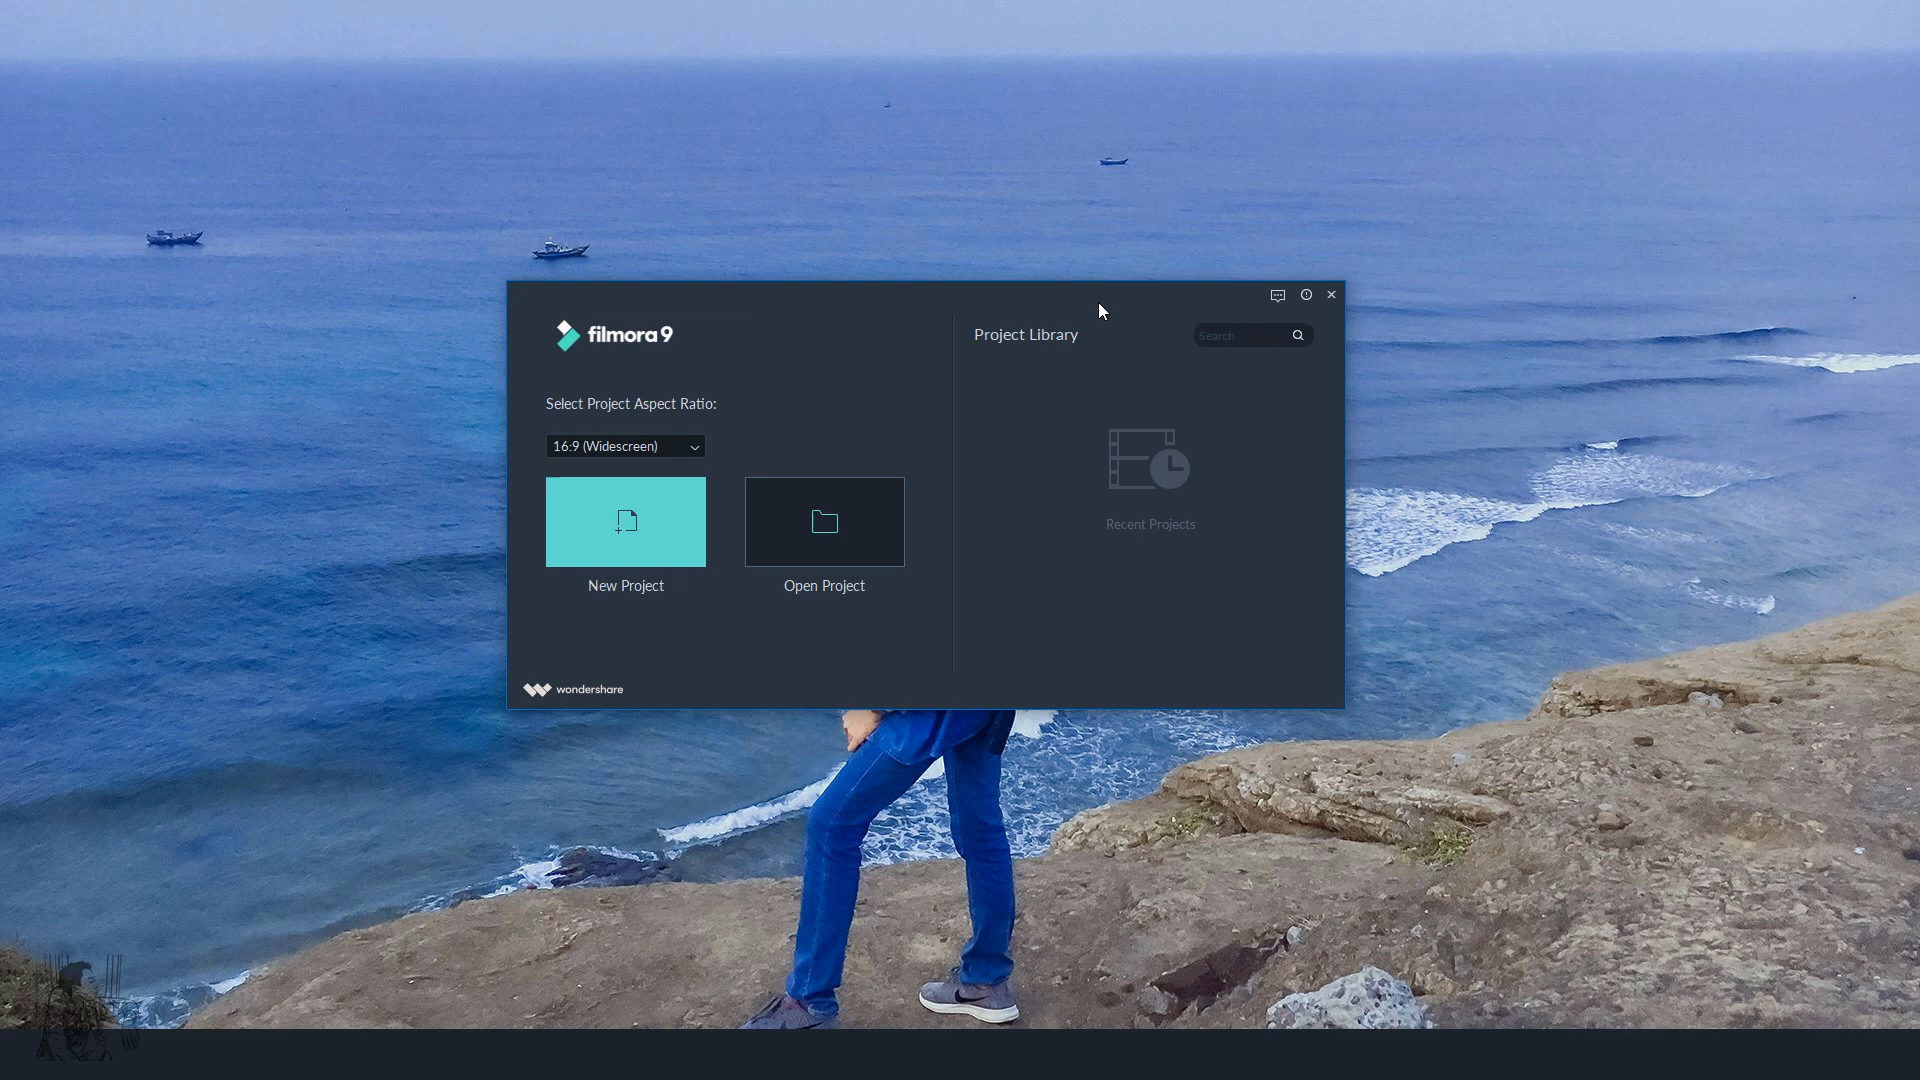 filmora9
Project Library
Search
Select Project Aspect Ratio:
16:9 (Widescreen)
Recent Projects
New Project
Open Project
wondershare